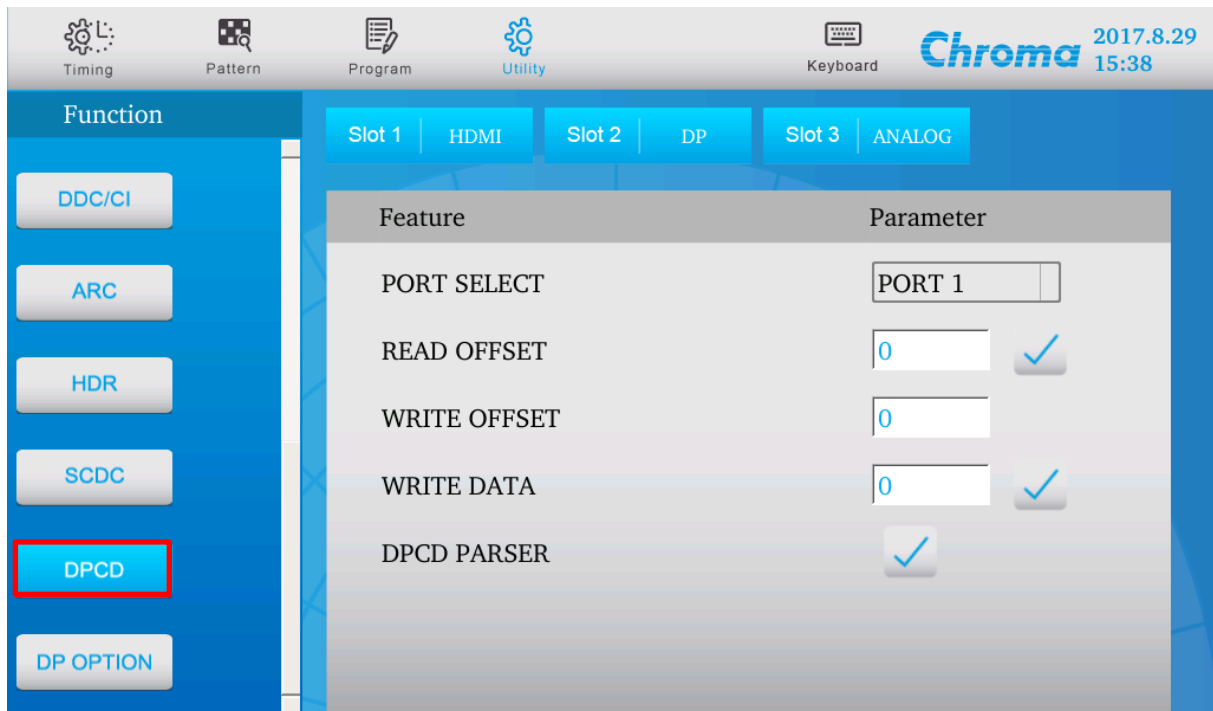 Timing Pattern Program Utility Keyboard Chroma 2017.8.29
15:38
Function
Slot 1 HDMI Slot 2 DP Slot 3 ANALOG
DDC/CI
ARC
HDR
SCDC
DPCD
DP OPTION
Feature Parameter
PORT SELECT PORT 1
READ OFFSET 0
WRITE OFFSET 0
WRITE DATA 0
DPCD PARSER